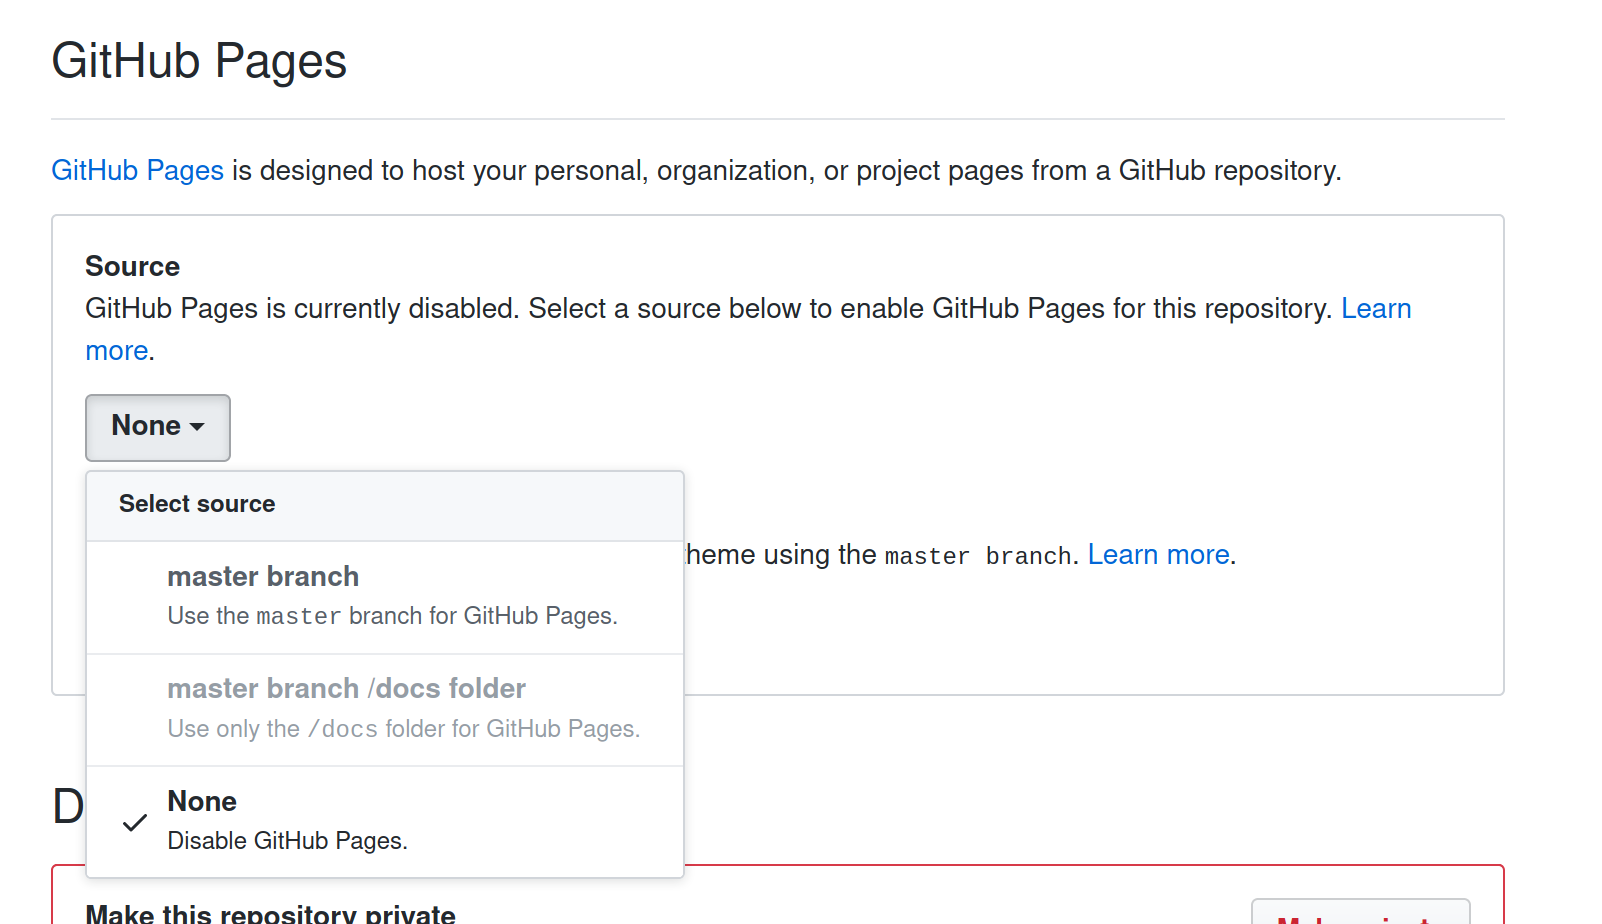 GitHub Pages
GitHub Pages is designed to host your personal, organization, or project pages from a GitHub repository.
Source
GitHub Pages is currently disabled. Select a source below to enable GitHub Pages for this repository. Learn
more.
None
Select source
theme using the master branch. Learn more.
master branch
Use the master branch for GitHub Pages.
master branch /docs folder
Use only the /docs folder for GitHub Pages.
None
Disable GitHub Pages.
D
Make this repository private